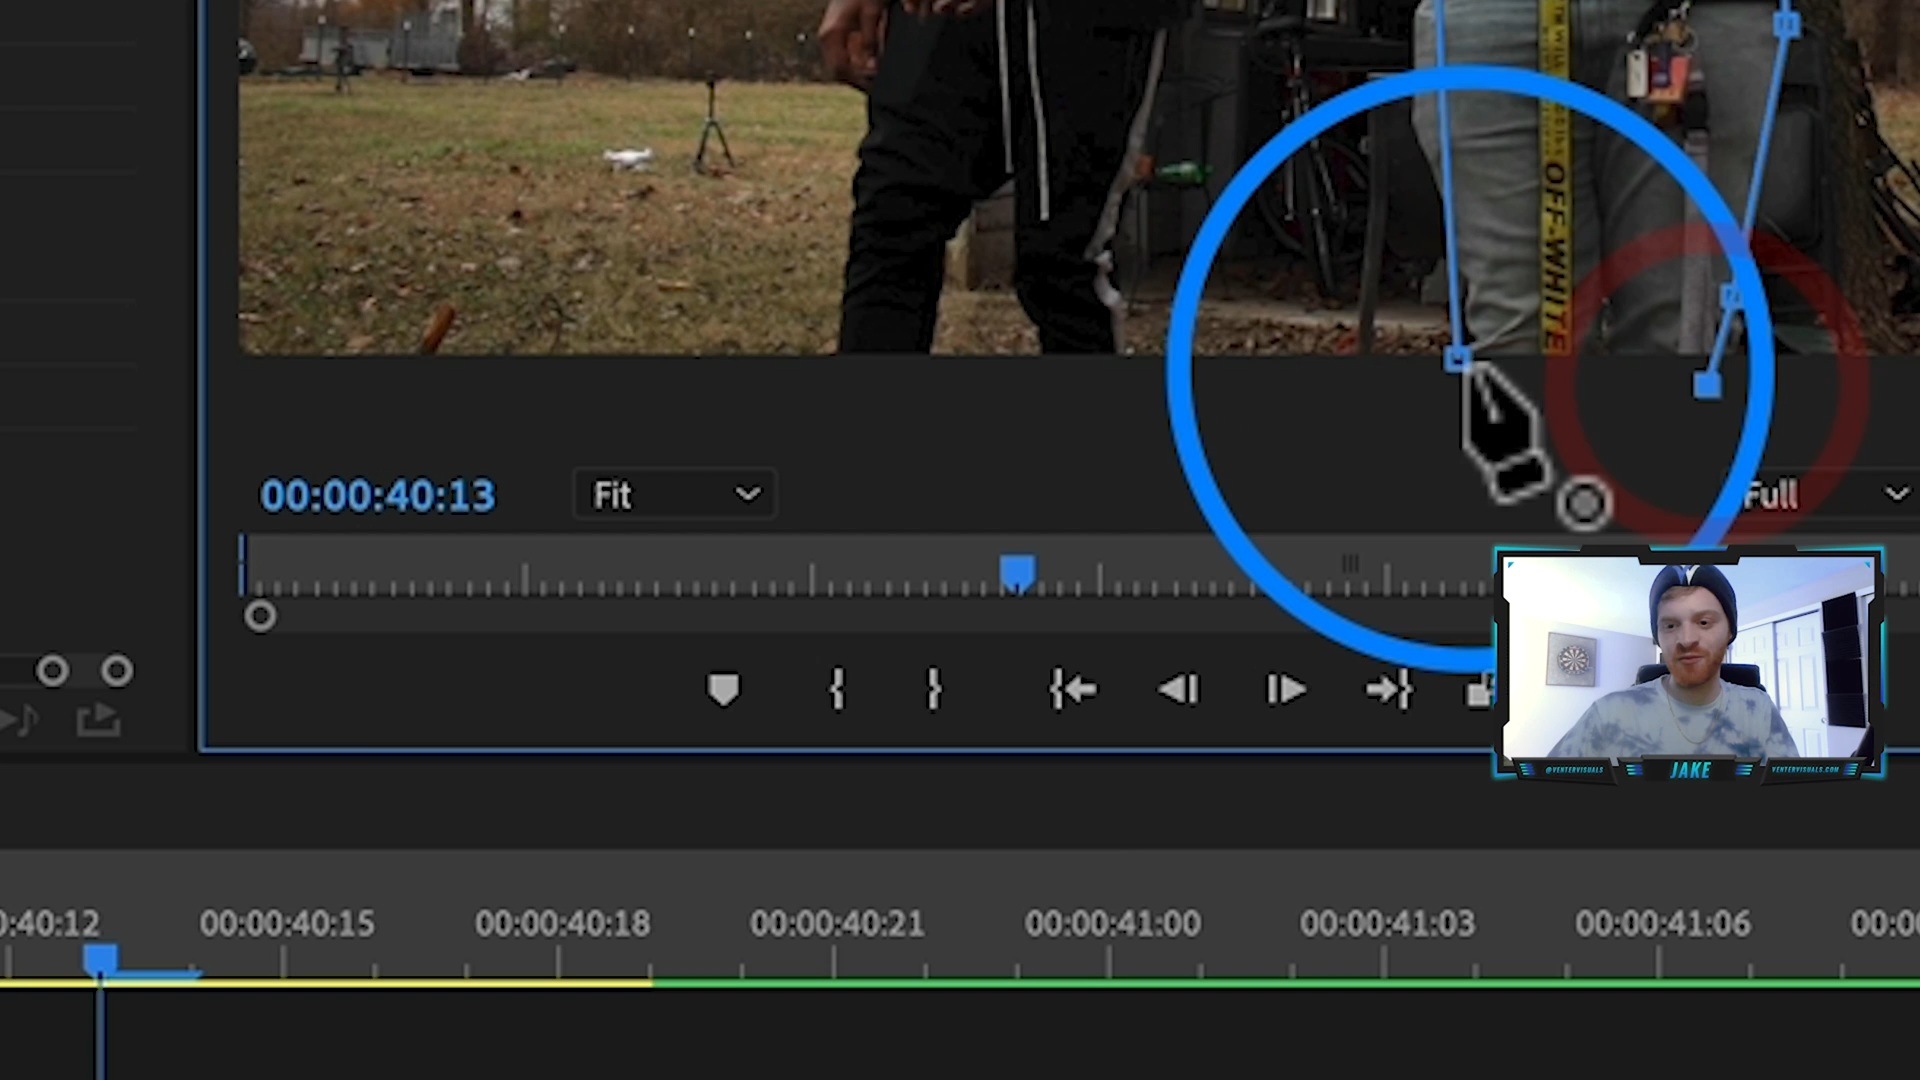 OFF-WHITE
00:00:40:13
Fit
Full
@VENTERVISUALS
JAKE
VENTERVISUALS.COM
0:40:12
00:00:40:15
00:00:40:18
00:00:40:21
00:00:41:00
00:00:41:03
00:00:41:06
00:00